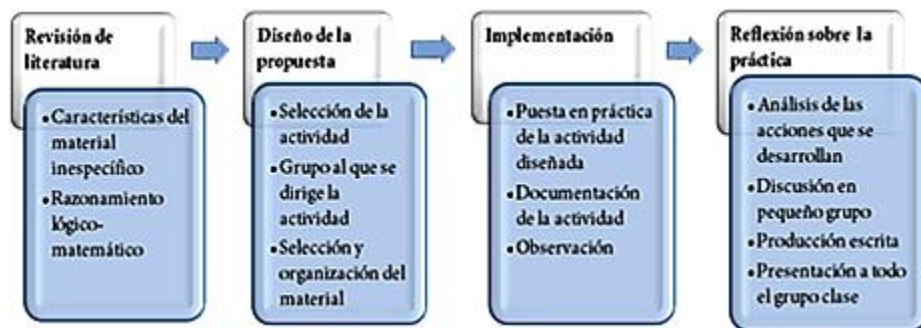 Revisión de
literatura
• Características del
material
inespecífico
• Razonamiento
lógico-
matemático
Diseño de la
propuesta
• Selección de la
actividad
• Grupo al que se
dirige la
actividad
• Selección y
organización del
material
Implementación
• Puesta en práctica
de la actividad
diseñada
• Documentación
de la actividad
• Observación
Reflexión sobre la
práctica
• Análisis de las
acciones que se
desarrollan
• Discusión en
pequeño grupo
• Producción escrita
• Presentación a todo
el grupo clase